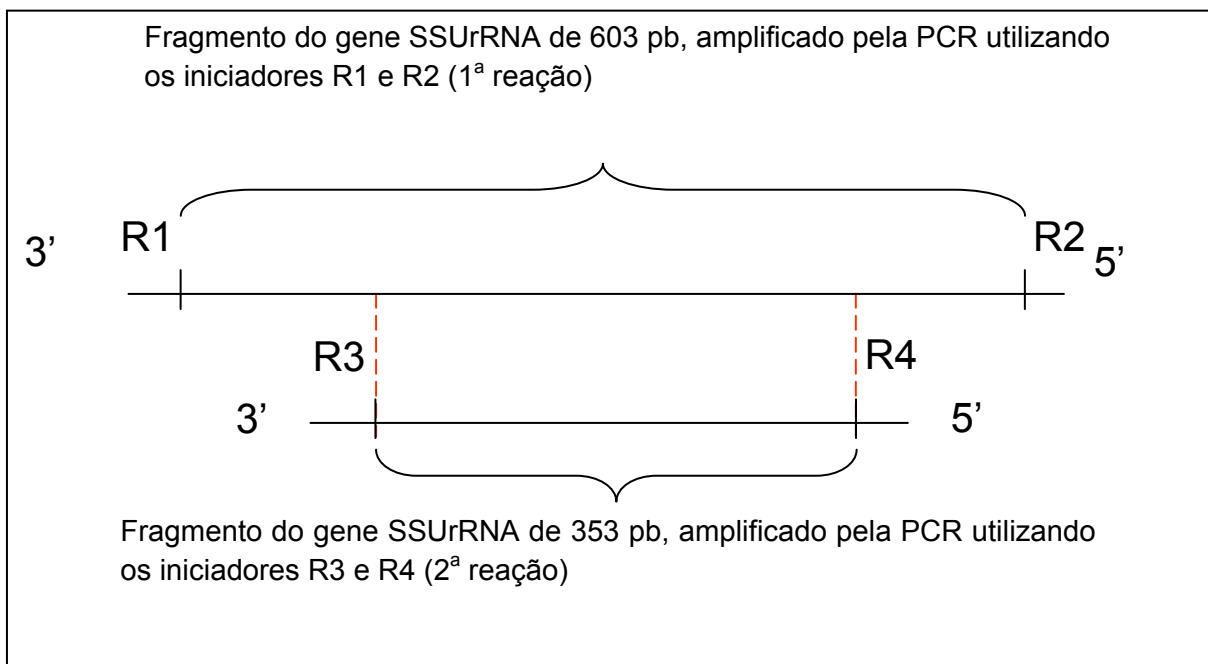 Fragmento do gene SSUrRNA de 603 pb, amplificado pela PCR utilizando
os iniciadores R1 e R2 (1ª reação)
3’ R1 R2 5’
R3 R4
3’ 5’
Fragmento do gene SSUrRNA de 353 pb, amplificado pela PCR utilizando
os iniciadores R3 e R4 (2ª reação)